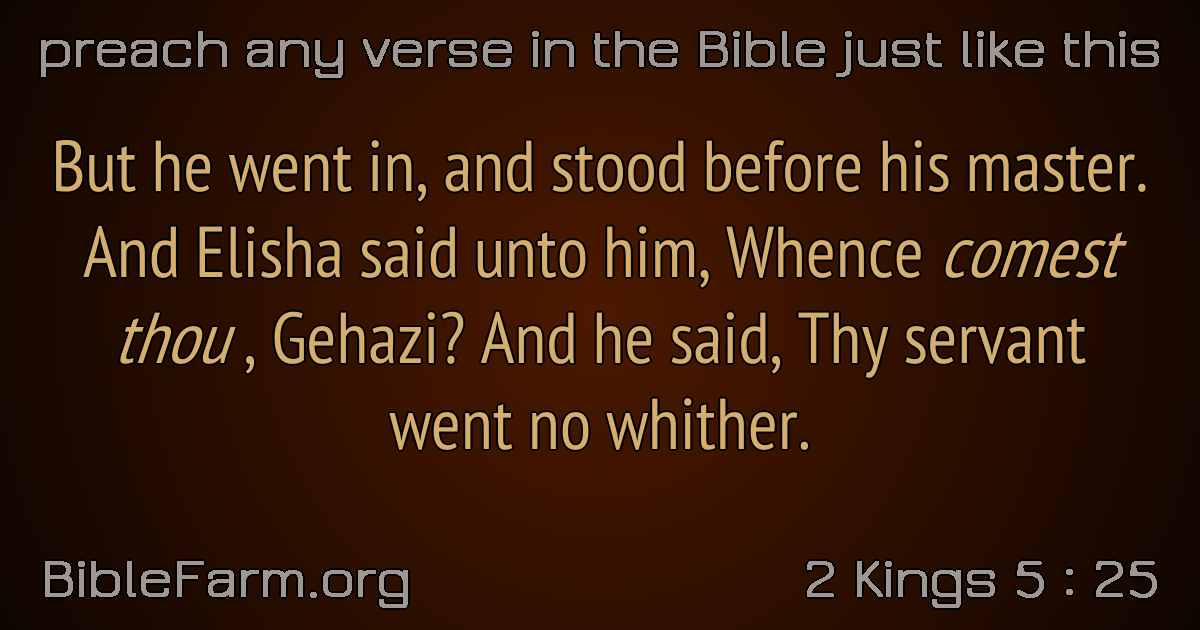 preach any verse in the Bible just like this
But he went in, and stood before his master.
And Elisha said unto him, Whence comest
thou , Gehazi? And he said, Thy servant
went no whither.
BibleFarm.org
2 Kings 5 : 25